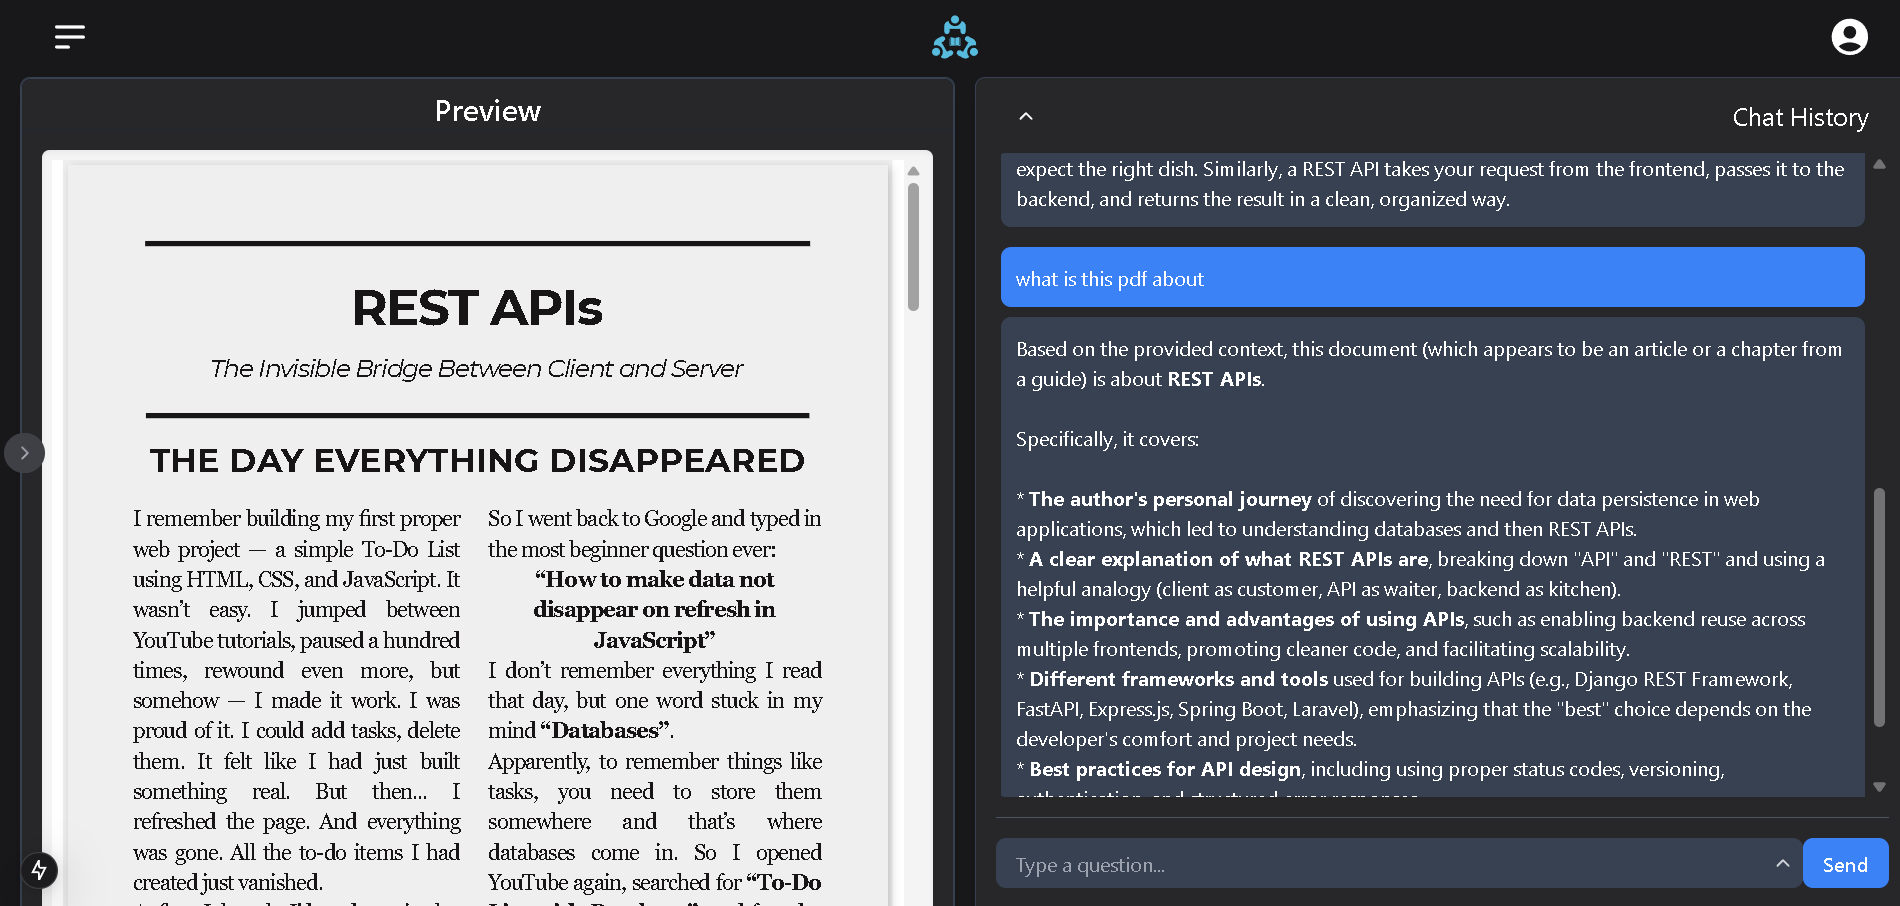 Preview
REST APIs
The Invisible Bridge Between Client and Server
THE DAY EVERYTHING DISAPPEARED
I remember building my first proper
web project — a simple To-Do List
using HTML, CSS, and JavaScript. It
wasn’t easy. I jumped between
YouTube tutorials, paused a hundred
times, rewound even more, but
somehow — I made it work. I was
proud of it. I could add tasks, delete
them. It felt like I had just built
something real. But then... I
refreshed the page. And everything
was gone. All the to-do items I had
created just vanished.
So I went back to Google and typed in
the most beginner question ever:
“How to make data not
disappear on refresh in
JavaScript”
I don’t remember everything I read
that day, but one word stuck in my
mind “Databases”.
Apparently, to remember things like
tasks, you need to store them
somewhere and that’s where
databases come in. So I opened
YouTube again, searched for “To-Do
Chat History
expect the right dish. Similarly, a REST API takes your request from the frontend, passes it to the
backend, and returns the result in a clean, organized way.
what is this pdf about
Based on the provided context, this document (which appears to be an article or a chapter from
a guide) is about REST APIs.
Specifically, it covers:
* The author's personal journey of discovering the need for data persistence in web
applications, which led to understanding databases and then REST APIs.
* A clear explanation of what REST APIs are, breaking down "API" and "REST" and using a
helpful analogy (client as customer, API as waiter, backend as kitchen).
* The importance and advantages of using APIs, such as enabling backend reuse across
multiple frontends, promoting cleaner code, and facilitating scalability.
* Different frameworks and tools used for building APIs (e.g., Django REST Framework,
FastAPI, Express.js, Spring Boot, Laravel), emphasizing that the "best" choice depends on the
developer's comfort and project needs.
* Best practices for API design, including using proper status codes, versioning,
Type a question...
Send